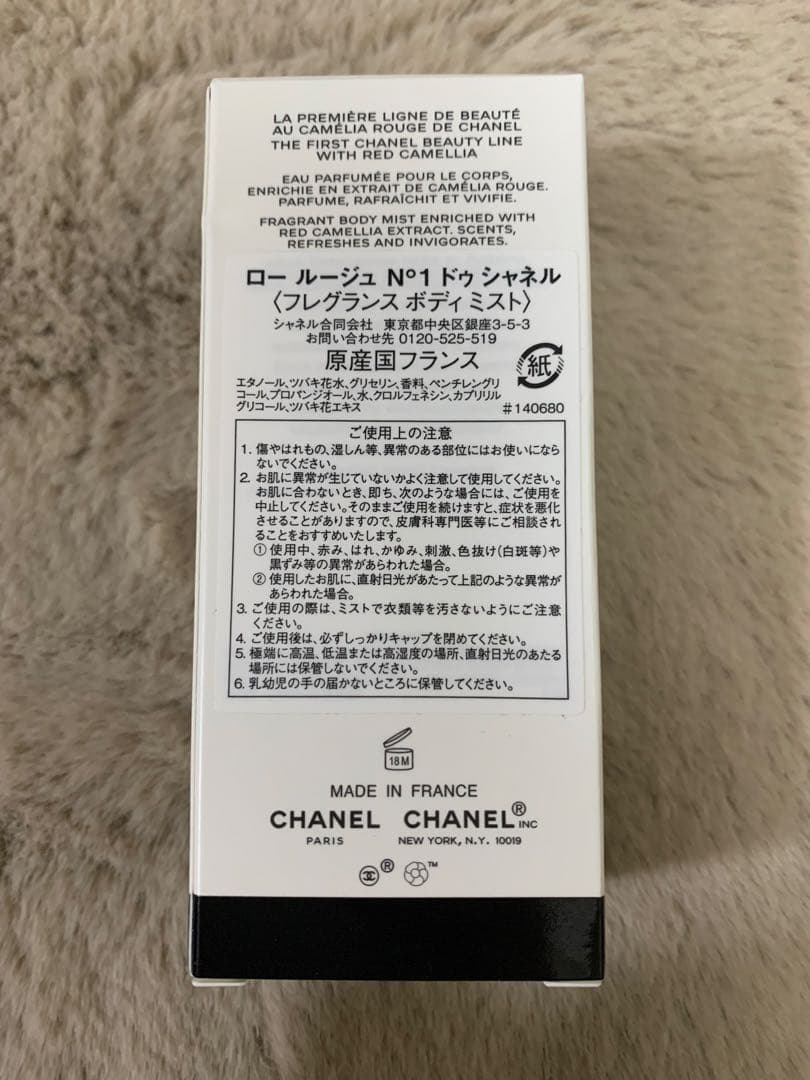 LA PREMIÈRE LIGNE DE BEAUTÉ
AU CAMÉLIA ROUGE DE CHANEL
THE FIRST CHANEL BEAUTY LINE
WITH RED CAMELLIA
EAU PARFUMÉE POUR LE CORPS,
ENRICHIE EN EXTRAIT DE CAMÉLIA ROUGE.
PARFUME, RAFRAÎCHIT ET VIVIFIE.
FRAGRANT BODY MIST ENRICHED WITH
RED CAMELLIA EXTRACT. SCENTS,
REFRESHES AND INVIGORATES.
ロー ルージュ N°1 ドゥ シャネル
〈フレグランス ボディ ミスト〉
シャネル合同会社 東京都中央区銀座3-5-3
お問い合わせ先 0120-525-519
原産国フランス
紙
エタノール、ツバキ花水、グリセリン、香料、ペンチレングリ
コール、プロパンジオール、水、クロルフェネシン、カプリリル
グリコール、ツバキ花エキス #140680
ご使用上の注意
1. 傷やはれもの、湿しん等、異常のある部位にはお使いになら
ないでください。
2. お肌に異常が生じていないかよく注意して使用してください。
お肌に合わないとき、即ち、次のような場合には、ご使用を
中止してください。そのままご使用を続けますと、症状を悪化
させることがありますので、皮膚科専門医等にご相談され
ることをおすすめいたします。
① 使用中、赤み、はれ、かゆみ、刺激、色抜け(白斑等)や
黒ずみ等の異常があらわれた場合。
② 使用したお肌に、直射日光があたって上記のような異常が
あらわれた場合。
3. ご使用の際は、ミストで衣類等を汚さないようにご注意
ください。
4. ご使用後は、必ずしっかりキャップを閉めてください。
5. 極端に高温、低温または高湿度の場所、直射日光のあたる
場所には保管しないでください。
6. 乳幼児の手の届かないところに保管してください。
18M
MADE IN FRANCE
CHANEL CHANEL® INC
PARIS NEW YORK, N.Y. 10019
® ™